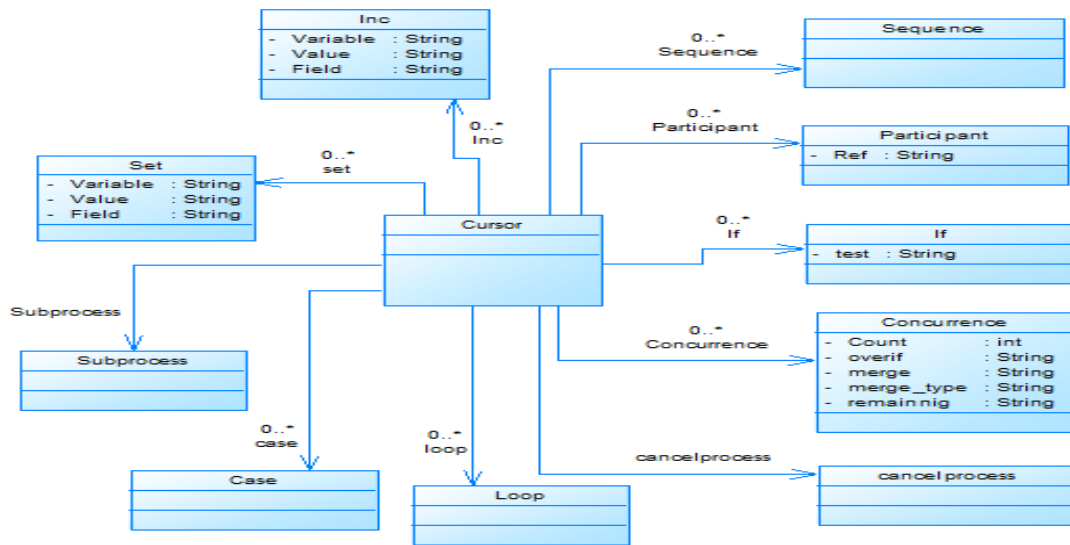 Inc
- Variable : String
- Value : String
- Field : String
0..*
Inc
Set
- Variable : String
- Value : String
- Field : String
0..*
set
Cursor
0..*
Sequence
Sequence
0..*
Participant
Participant
- Ref : String
0..*
If
If
- test : String
0..*
Concurrence
Concurrence
- Count : int
- overif : String
- merge : String
- merge_type : String
- remainnig : String
Subprocess
Subprocess
0..*
case
Case
0..*
loop
Loop
cancelprocess
cancelprocess